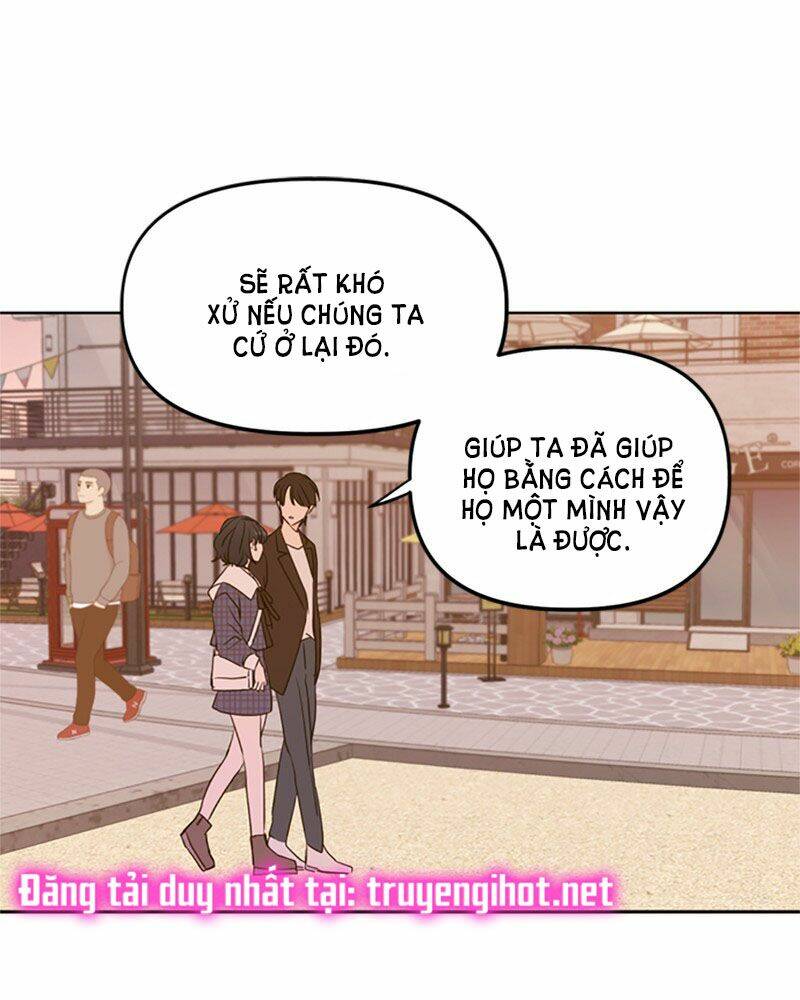 SẼ RẤT KHÓ
XỬ NẾU CHÚNG TA
CỨ Ở LẠI ĐÓ.
GIÚP TA ĐÃ GIÚP
HỌ BẰNG CÁCH ĐỂ
HỌ MỘT MÌNH VẬY
LÀ ĐƯỢC.
Đăng tải duy nhất tại: truyengihot.net